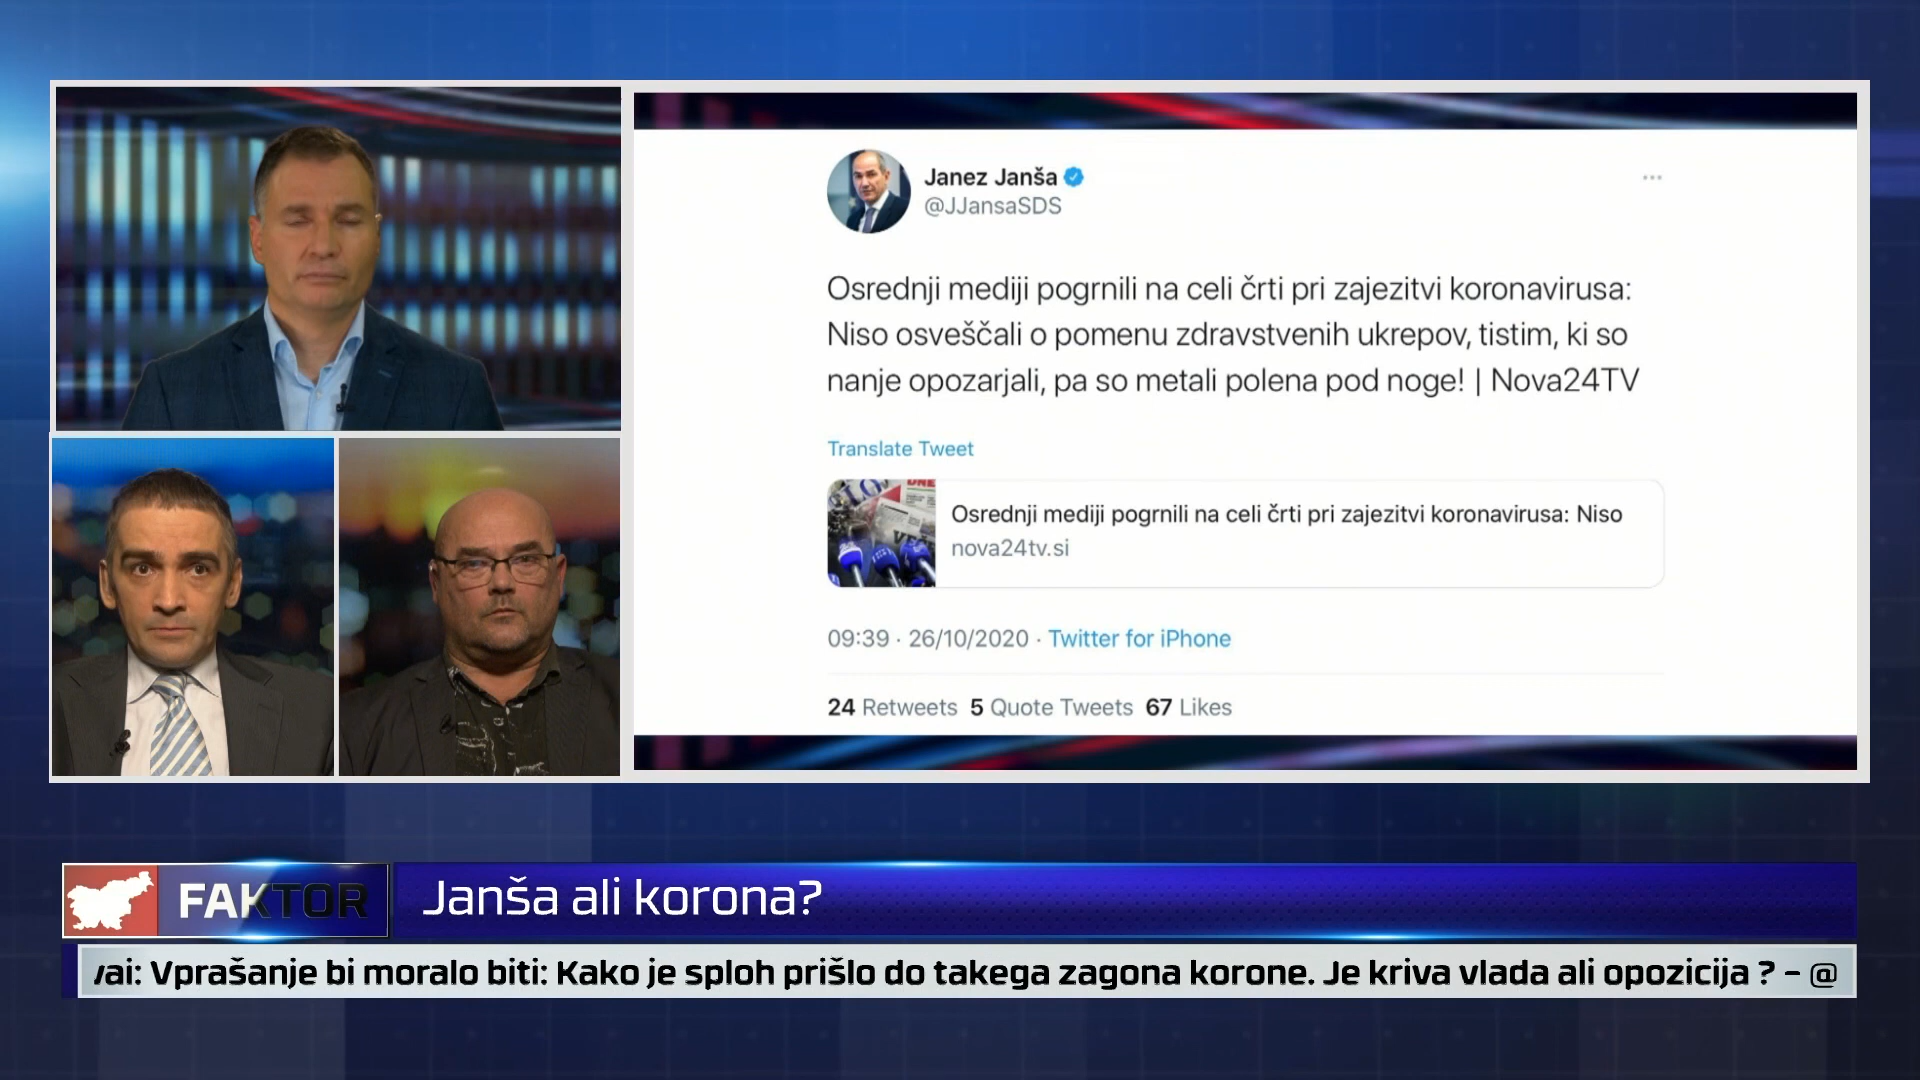 Janez Janša
@JJansaSDS
Osrednji mediji pogrnili na celi črti pri zajezitvi koronavirusa:
Niso osveščali o pomenu zdravstvenih ukrepov, tistim, ki so
nanje opozarjali, pa so metali polena pod noge! | Nova24TV
Translate Tweet
Osrednji mediji pogrnili na celi črti pri zajezitvi koronavirusa: Niso
nova24tv.si
09:39 · 26/10/2020 · Twitter for iPhone
24 Retweets 5 Quote Tweets 67 Likes
FAKTOR
Janša ali korona?
ai: Vprašanje bi moralo biti: Kako je sploh prišlo do takega zagona korone. Je kriva vlada ali opozicija ? – @